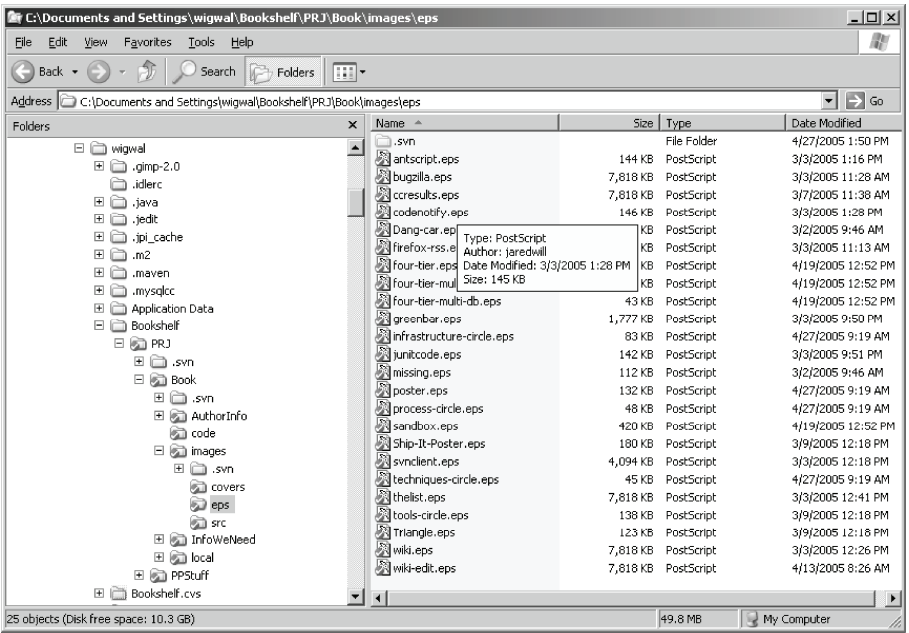 C:\Documents and Settings\wigwal\Bookshelf\PRJ\Book\images\eps
File Edit View Favorites Tools Help
Back Search Folders
Address C:\Documents and Settings\wigwal\Bookshelf\PRJ\Book\images\eps Go
Folders
wigwal
.gimp-2.0
.idlerc
.java
.jedit
.jpi_cache
.m2
.maven
.mysqlcc
Application Data
Bookshelf
PRJ
.svn
Book
.svn
AuthorInfo
code
images
.svn
covers
eps
src
InfoWeNeed
local
PPStuff
Bookshelf.cvs
Name Size Type Date Modified
.svn File Folder 4/27/2005 1:50 PM
antscript.eps 144 KB PostScript 3/3/2005 1:16 PM
bugzilla.eps 7,818 KB PostScript 3/3/2005 11:28 AM
ccresults.eps 7,818 KB PostScript 3/7/2005 11:38 AM
codenotify.eps 146 KB PostScript 3/3/2005 1:28 PM
Dang-car.ep KB PostScript 3/2/2005 9:46 AM
firefox-rss.e KB PostScript 3/3/2005 11:13 AM
four-tier.eps KB PostScript 4/19/2005 12:52 PM
four-tier-mul KB PostScript 4/19/2005 12:52 PM
four-tier-multi-db.eps 43 KB PostScript 4/19/2005 12:52 PM
greenbar.eps 1,777 KB PostScript 3/3/2005 9:50 PM
infrastructure-circle.eps 83 KB PostScript 4/27/2005 9:19 AM
junitcode.eps 142 KB PostScript 3/3/2005 9:51 PM
missing.eps 112 KB PostScript 3/2/2005 9:46 AM
poster.eps 132 KB PostScript 4/27/2005 9:19 AM
process-circle.eps 48 KB PostScript 4/27/2005 9:19 AM
sandbox.eps 420 KB PostScript 4/19/2005 12:52 PM
Ship-It-Poster.eps 180 KB PostScript 3/9/2005 12:18 PM
svnclient.eps 4,094 KB PostScript 3/3/2005 12:18 PM
techniques-circle.eps 45 KB PostScript 4/27/2005 9:19 AM
thelist.eps 7,818 KB PostScript 3/3/2005 12:41 PM
tools-circle.eps 138 KB PostScript 3/9/2005 12:18 PM
Triangle.eps 123 KB PostScript 3/9/2005 12:18 PM
wiki.eps 7,818 KB PostScript 3/3/2005 12:26 PM
wiki-edit.eps 7,818 KB PostScript 4/13/2005 8:26 AM
Type: PostScript
Author: jaredwill
Date Modified: 3/3/2005 1:28 PM
Size: 145 KB
25 objects (Disk free space: 10.3 GB) 49.8 MB My Computer